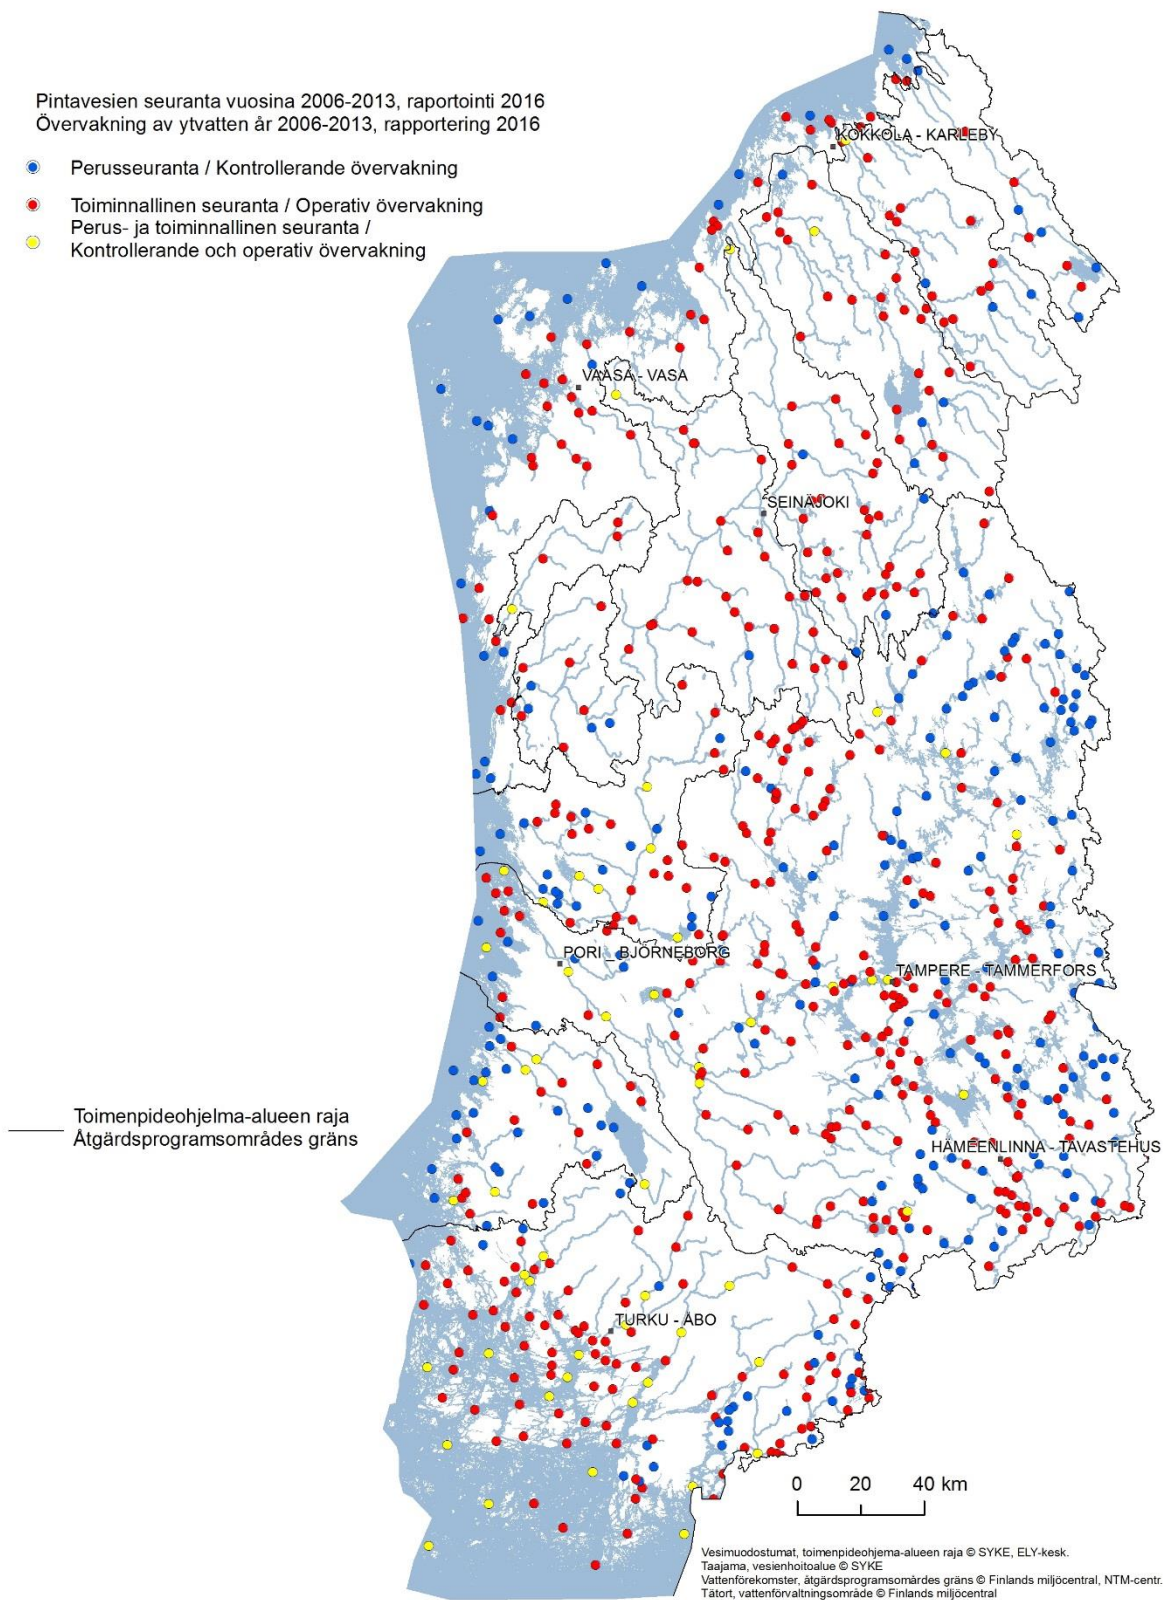 Pintavesien seuranta vuosina 2006-2013, raportointi 2016
Övervakning av ytvatten år 2006-2013, rapportering 2016
Perusseuranta / Kontrollerande övervakning
Toiminnallinen seuranta / Operativ övervakning
Perus- ja toiminnallinen seuranta /
Kontrollerande och operativ övervakning
KOKKOLA - KARLEBY
VAASA - VASA
SEINÄJOKI
PORI _ BJÖRNEBORG
TAMPERE - TAMMERFORS
Toimenpideohjelma-alueen raja
Åtgärdsprogramsområdes gräns
HÄMEENLINNA - TAVASTEHUS
TURKU - ÅBO
0 20 40 km
Vesimuodostumat, toimenpideohjema-alueen raja © SYKE, ELY-kesk.
Taajama, vesienhoitoalue © SYKE
Vattenförekomster, åtgärdsprogramsomårdes gräns © Finlands miljöcentral, NTM-centr.
Tätort, vattenförvaltningsområde © Finlands miljöcentral